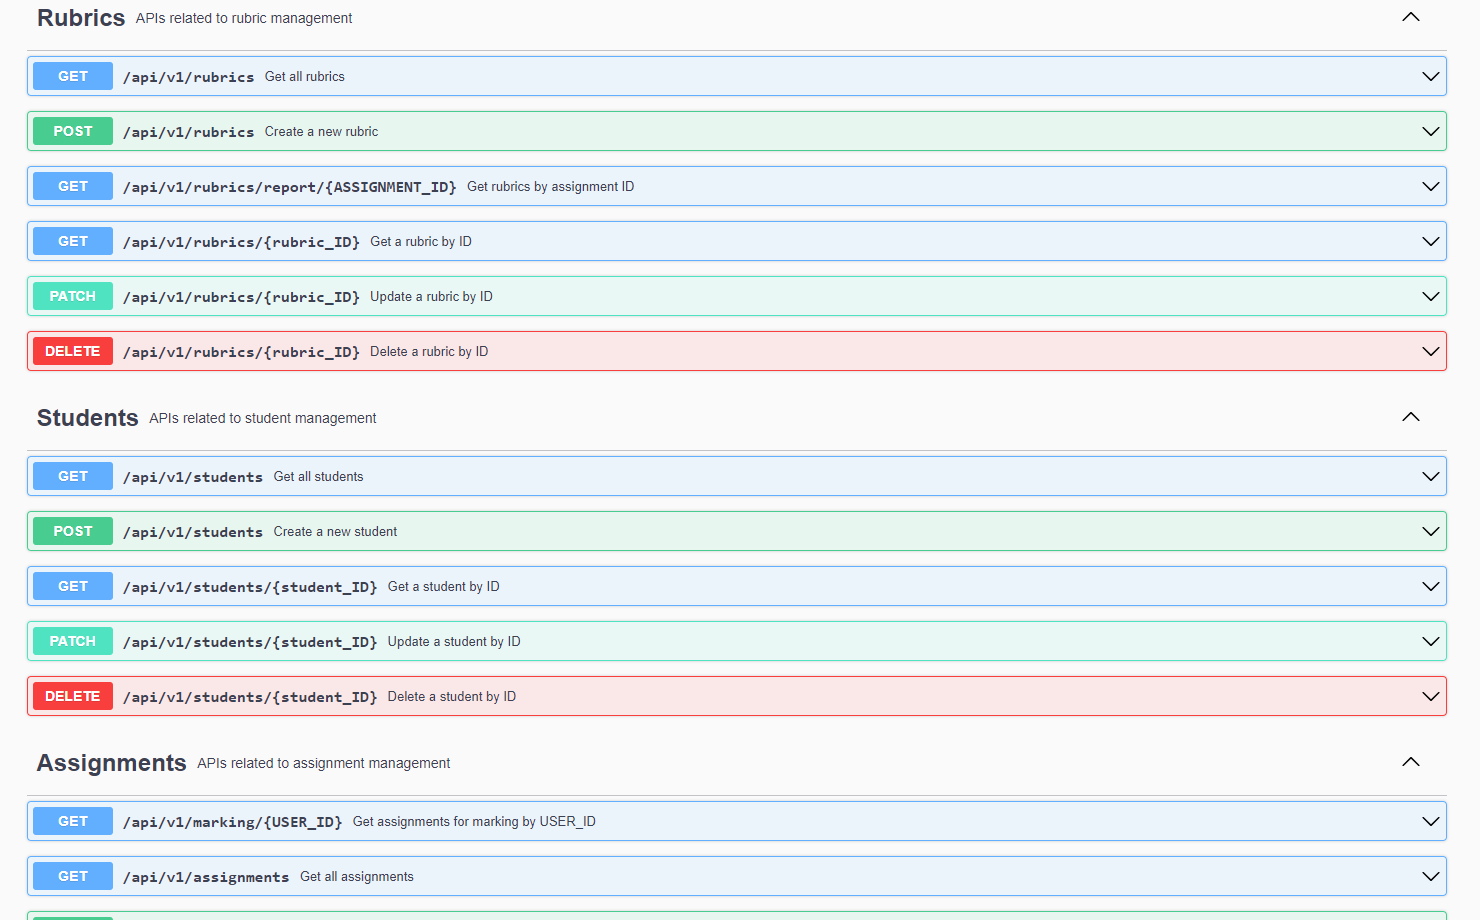 Rubrics APIs related to rubric management
GET /api/v1/rubrics Get all rubrics
POST /api/v1/rubrics Create a new rubric
GET /api/v1/rubrics/report/{ASSIGNMENT_ID} Get rubrics by assignment ID
GET /api/v1/rubrics/{rubric_ID} Get a rubric by ID
PATCH /api/v1/rubrics/{rubric_ID} Update a rubric by ID
DELETE /api/v1/rubrics/{rubric_ID} Delete a rubric by ID
Students APIs related to student management
GET /api/v1/students Get all students
POST /api/v1/students Create a new student
GET /api/v1/students/{student_ID} Get a student by ID
PATCH /api/v1/students/{student_ID} Update a student by ID
DELETE /api/v1/students/{student_ID} Delete a student by ID
Assignments APIs related to assignment management
GET /api/v1/marking/{USER_ID} Get assignments for marking by USER_ID
GET /api/v1/assignments Get all assignments